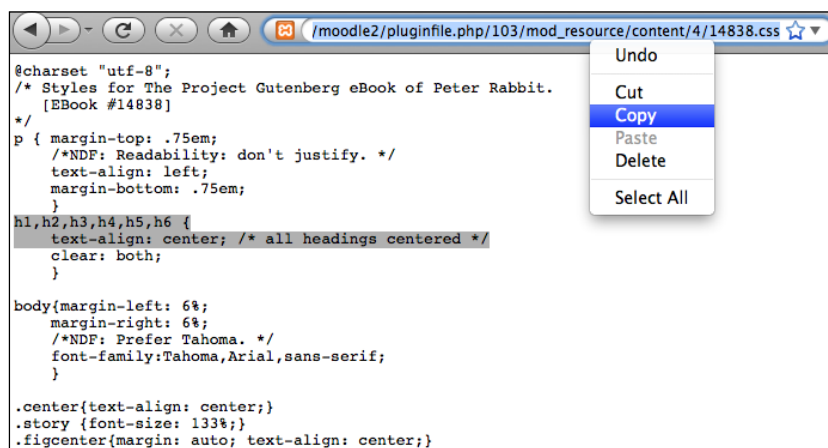 /moodle2/pluginfile.php/103/mod_resource/content/4/14838.css
Undo
Cut
Copy
Paste
Delete
Select All
@charset "utf-8";
/* Styles for The Project Gutenberg eBook of Peter Rabbit.
   [EBook #14838]
*/
p { margin-top: .75em;
    /*NDF: Readability: don't justify. */
    text-align: left;
    margin-bottom: .75em;
    }
h1,h2,h3,h4,h5,h6 {
    text-align: center; /* all headings centered */
    clear: both;
    }
body{margin-left: 6%;
    margin-right: 6%;
    /*NDF: Prefer Tahoma. */
    font-family:Tahoma,Arial,sans-serif;
    }
.center{text-align: center;}
.story {font-size: 133%;}
.figcenter{margin: auto; text-align: center;}